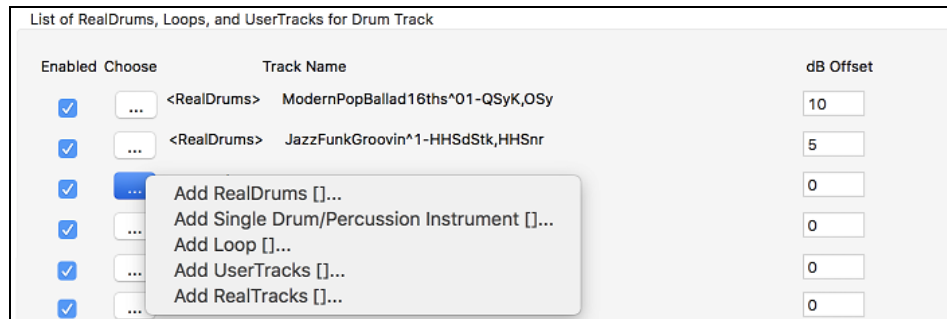 List of RealDrums, Loops, and UserTracks for Drum Track
Enabled Choose Track Name dB Offset
... <RealDrums> ModernPopBallad16ths^01-QSyK,OSy 10
... <RealDrums> JazzFunkGroovin^1-HHSdStk,HHSnr 5
... 0
Add RealDrums []...
Add Single Drum/Percussion Instrument []...
... 0
Add Loop []...
Add UserTracks []...
... 0
Add RealTracks []...
... 0